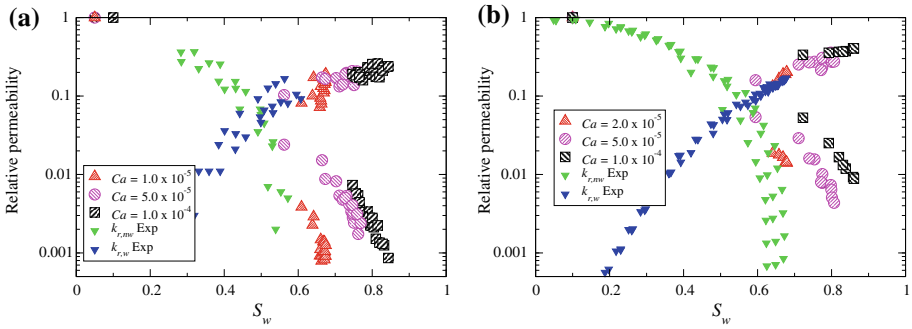 (a)
Relative permeability
1
0.1
0.01
0.001
Ca = 1.0 x 10^-5
Ca = 5.0 x 10^-5
Ca = 1.0 x 10^-4
k_r,nw Exp
k_r,w Exp
0 0.2 0.4 0.6 0.8 1
S_w
(b)
Relative permeability
1
0.1
0.01
0.001
Ca = 2.0 x 10^-5
Ca = 5.0 x 10^-5
Ca = 1.0 x 10^-4
k_r,nw Exp
k_r,w Exp
0 0.2 0.4 0.6 0.8 1
S_w